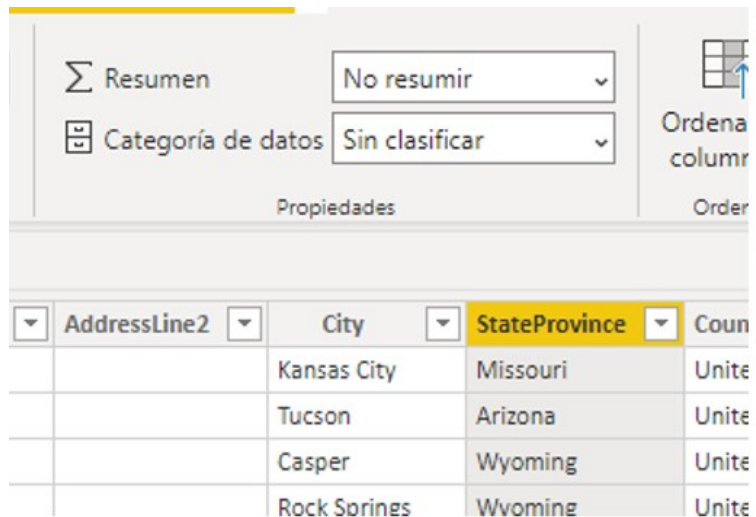 Resumen
No resumir
Categoría de datos
Sin clasificar
Propiedades
AddressLine2
City
StateProvince
Kansas City
Missouri
Tucson
Arizona
Casper
Wyoming
Rock Springs
Wyoming